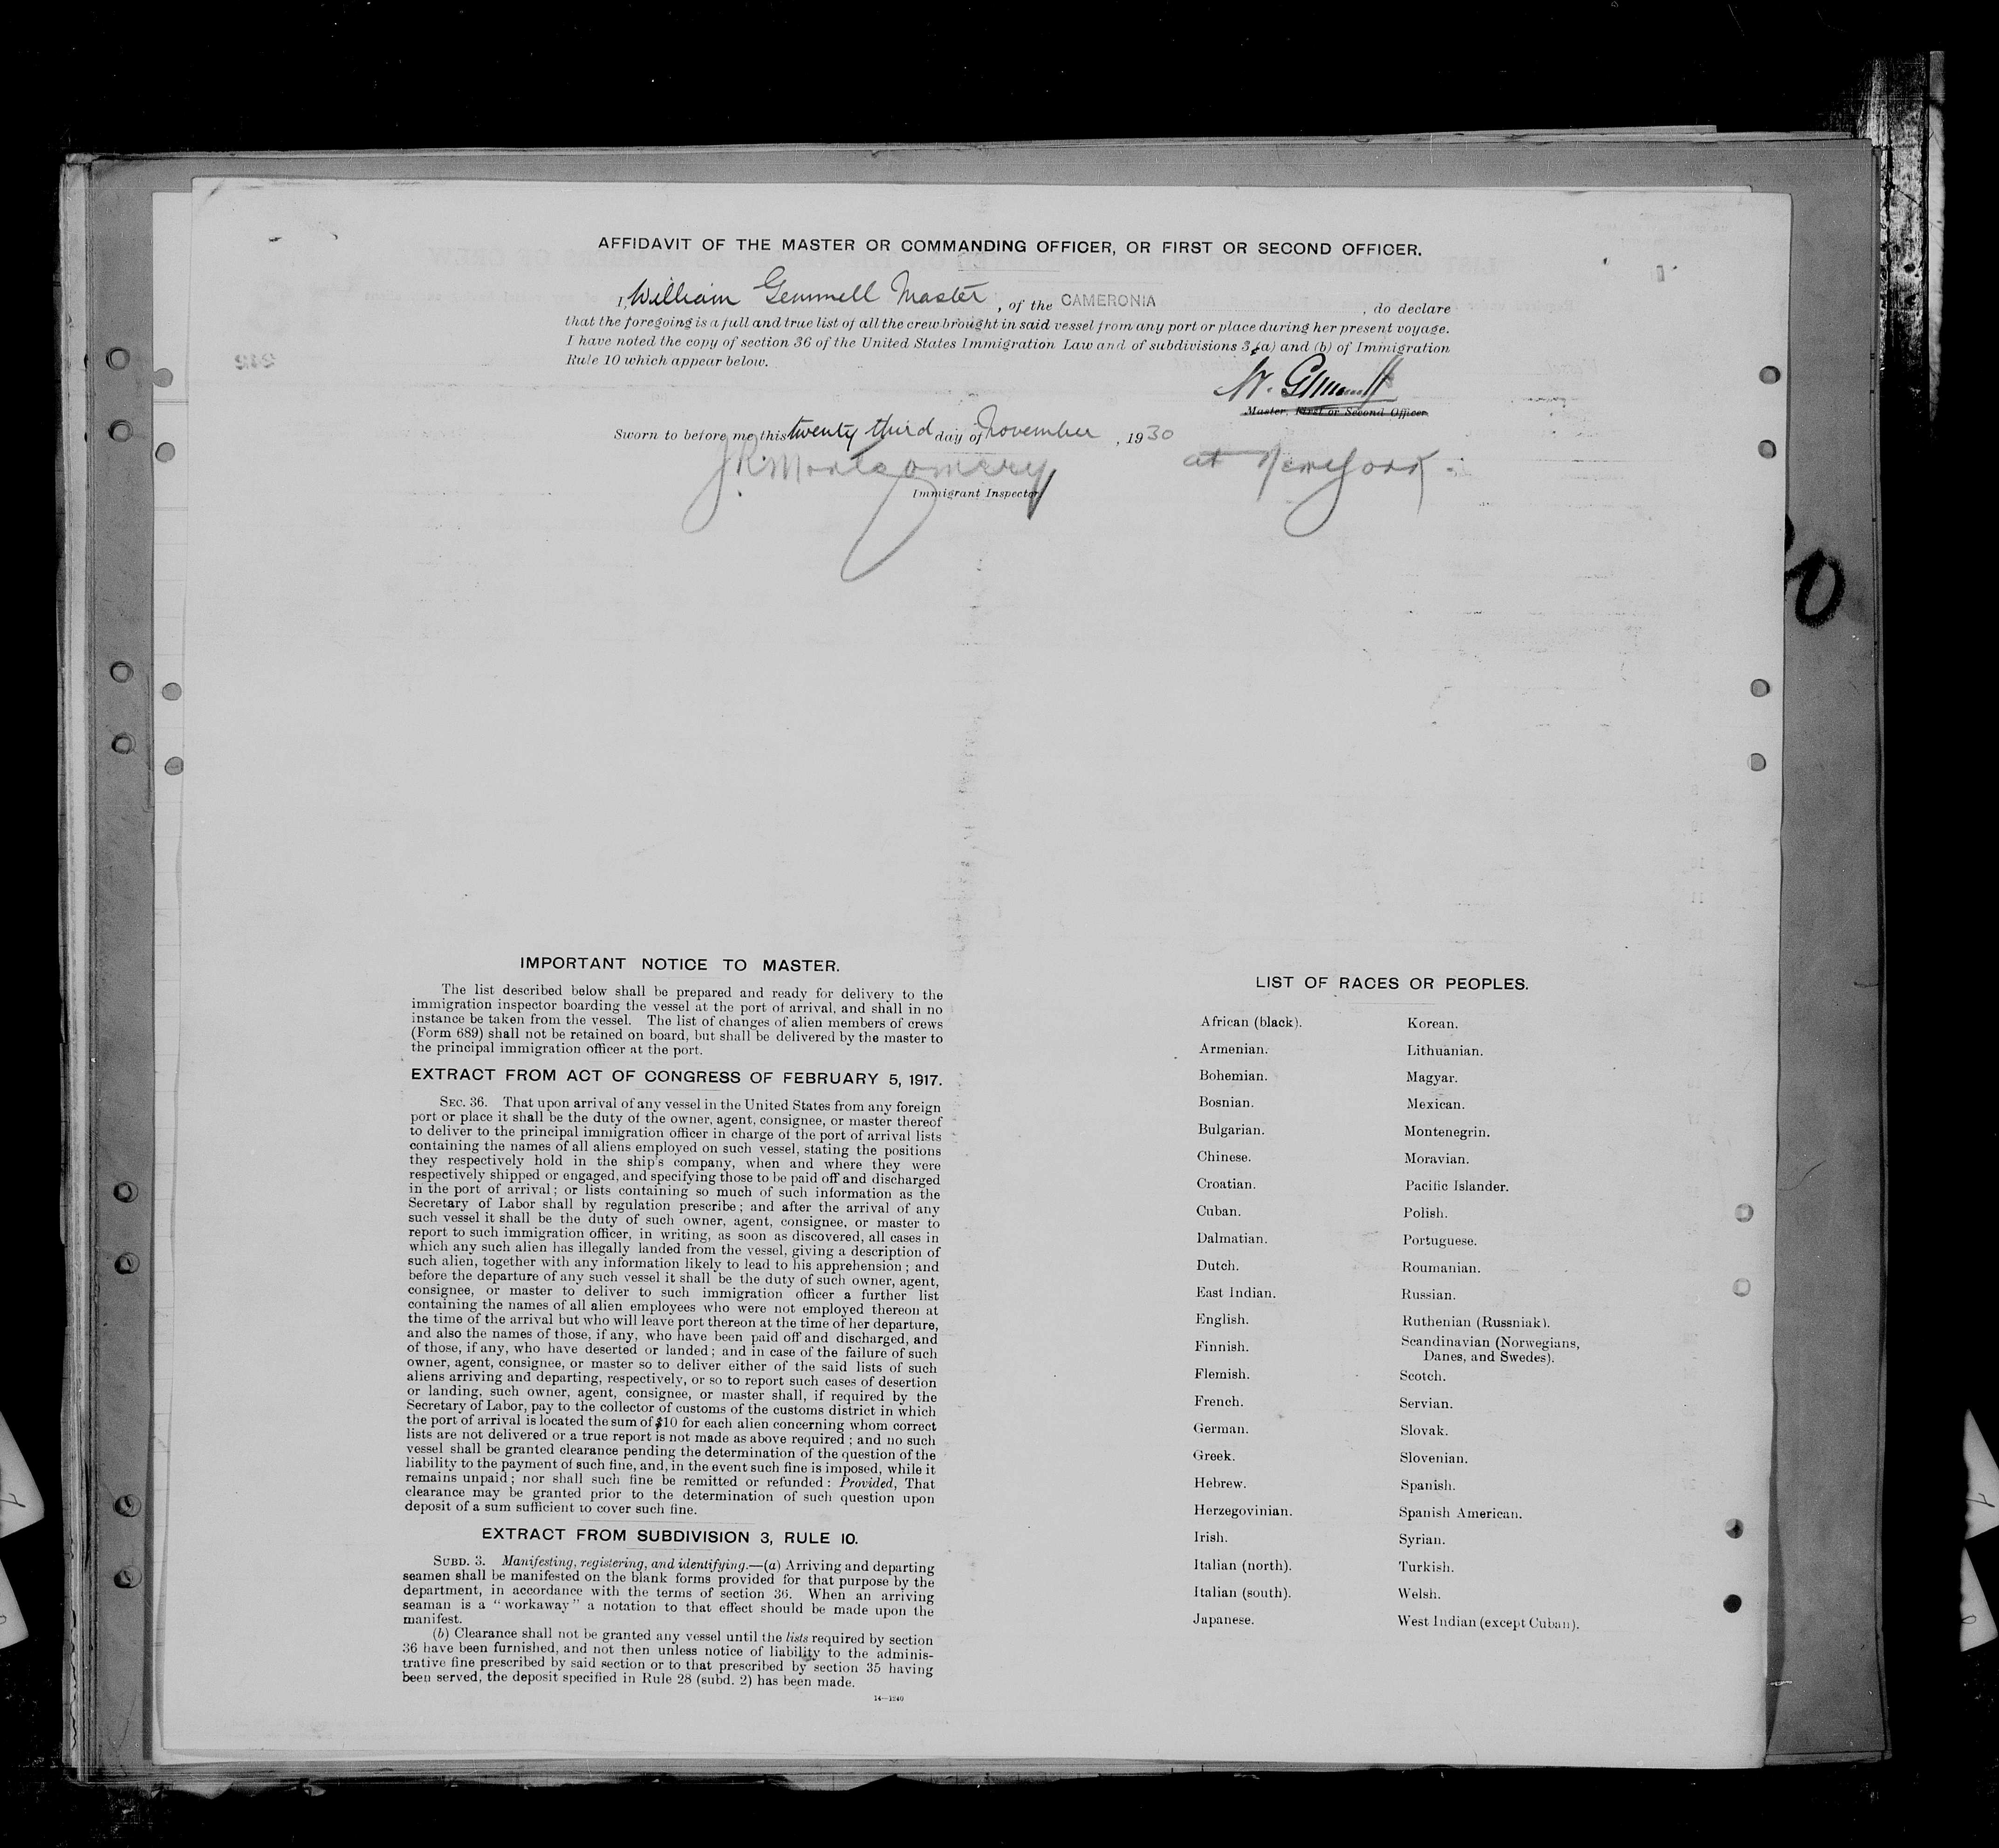 AFFIDAVIT OF THE MASTER OR COMMANDING OFFICER, OR FIRST OR SECOND OFFICER.
I, William Gemmell Master, of the CAMERONIA, do declare
that the foregoing is a full and true list of all the crew brought in said vessel from any port or place during her present voyage.
I have noted the copy of section 36 of the United States Immigration Law and of subdivisions 3 (a) and (b) of Immigration
Rule 10 which appear below.
W. Gemmell
Master, First or Second Officer
Sworn to before me this twenty third day of November, 1930
J R Montgomery at New York.
Immigrant Inspector
IMPORTANT NOTICE TO MASTER.
The list described below shall be prepared and ready for delivery to the
immigration inspector boarding the vessel at the port of arrival, and shall in no
instance be taken from the vessel. The list of changes of alien members of crews
(Form 689) shall not be retained on board, but shall be delivered by the master to
the principal immigration officer at the port.
EXTRACT FROM ACT OF CONGRESS OF FEBRUARY 5, 1917.
SEC. 36. That upon arrival of any vessel in the United States from any foreign
port or place it shall be the duty of the owner, agent, consignee, or master thereof
to deliver to the principal immigration officer in charge of the port of arrival lists
containing the names of all aliens employed on such vessel, stating the positions
they respectively hold in the ship's company, when and where they were
respectively shipped or engaged, and specifying those to be paid off and discharged
in the port of arrival; or lists containing so much of such information as the
Secretary of Labor shall by regulation prescribe; and after the arrival of any
such vessel it shall be the duty of such owner, agent, consignee, or master to
report to such immigration officer, in writing, as soon as discovered, all cases in
which any such alien has illegally landed from the vessel, giving a description of
such alien, together with any information likely to lead to his apprehension; and
before the departure of any such vessel it shall be the duty of such owner, agent,
consignee, or master to deliver to such immigration officer a further list
containing the names of all alien employees who were not employed thereon at
the time of the arrival but who will leave port thereon at the time of her departure,
and also the names of those, if any, who have been paid off and discharged, and
of those, if any, who have deserted or landed; and in case of the failure of such
owner, agent, consignee, or master so to deliver either of the said lists of such
aliens arriving and departing, respectively, or so to report such cases of desertion
or landing, such owner, agent, consignee, or master shall, if required by the
Secretary of Labor, pay to the collector of customs of the customs district in which
the port of arrival is located the sum of $10 for each alien concerning whom correct
lists are not delivered or a true report is not made as above required; and no such
vessel shall be granted clearance pending the determination of the question of the
liability to the payment of such fine, and, in the event such fine is imposed, while it
remains unpaid; nor shall such fine be remitted or refunded: Provided, That
clearance may be granted prior to the determination of such question upon
deposit of a sum sufficient to cover such fine.
EXTRACT FROM SUBDIVISION 3, RULE 10.
SUBD. 3. Manifesting, registering, and identifying.—(a) Arriving and departing
seamen shall be manifested on the blank forms provided for that purpose by the
department, in accordance with the terms of section 36. When an arriving
seaman is a "workaway" a notation to that effect should be made upon the
manifest.
(b) Clearance shall not be granted any vessel until the lists required by section
36 have been furnished, and not then unless notice of liability to the adminis-
trative fine prescribed by said section or to that prescribed by section 35 having
been served, the deposit specified in Rule 28 (subd. 2) has been made.
14—1240
LIST OF RACES OR PEOPLES.
African (black).
Armenian.
Bohemian.
Bosnian.
Bulgarian.
Chinese.
Croatian.
Cuban.
Dalmatian.
Dutch.
East Indian.
English.
Finnish.
Flemish.
French.
German.
Greek.
Hebrew.
Herzegovinian.
Irish.
Italian (north).
Italian (south).
Japanese.
Korean.
Lithuanian.
Magyar.
Mexican.
Montenegrin.
Moravian.
Pacific Islander.
Polish.
Portuguese.
Roumanian.
Russian.
Ruthenian (Russniak).
Scandinavian (Norwegians,
Danes, and Swedes).
Scotch.
Servian.
Slovak.
Slovenian.
Spanish.
Spanish American.
Syrian.
Turkish.
Welsh.
West Indian (except Cuban).